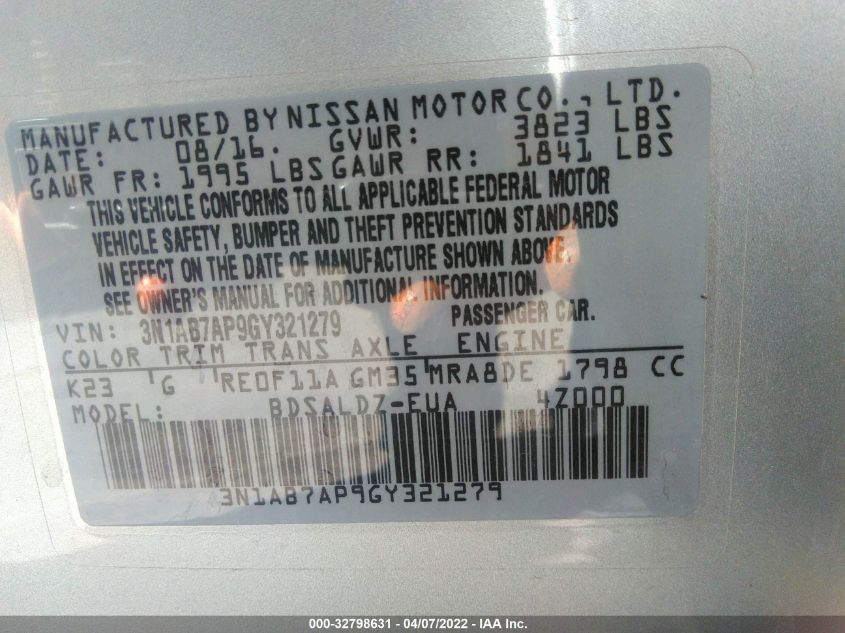 MANUFACTURED BY NISSAN MOTOR CO., LTD.
DATE: 08/16. GVWR: 3823 LBS
GAWR FR: 1995 LBS GAWR RR: 1841 LBS
THIS VEHICLE CONFORMS TO ALL APPLICABLE FEDERAL MOTOR
VEHICLE SAFETY, BUMPER AND THEFT PREVENTION STANDARDS
IN EFFECT ON THE DATE OF MANUFACTURE SHOWN ABOVE.
SEE OWNER'S MANUAL FOR ADDITIONAL INFORMATION.
VIN: 3N1AB7AP9GY321279 PASSENGER CAR.
COLOR TRIM TRANS AXLE ENGINE
K23 G RE0F11A GM35 MRA8DE 1798 CC
MODEL: BDSALDZ-EUA 4Z000
3N1AB7AP9GY321279
000-32798631 - 04/07/2022 - IAA Inc.